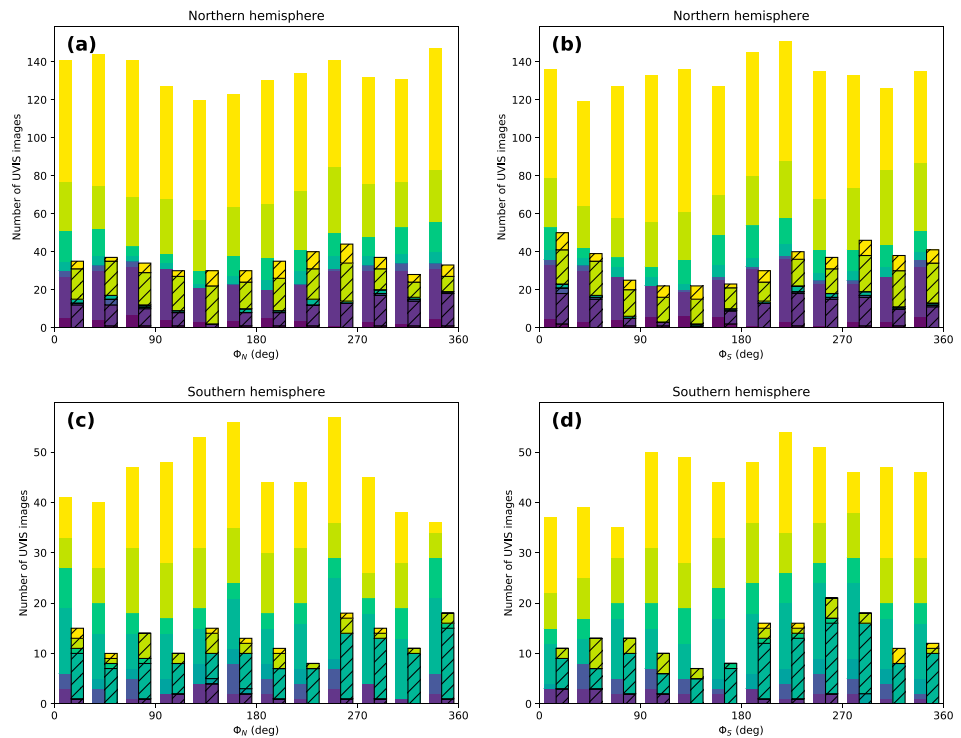 Northern hemisphere
(a)
Number of UVIS images
140
120
100
80
60
40
20
0
0 90 180 270 360
Φ_N (deg)
Northern hemisphere
(b)
Number of UVIS images
140
120
100
80
60
40
20
0
0 90 180 270 360
Φ_S (deg)
Southern hemisphere
(c)
Number of UVIS images
50
40
30
20
10
0
0 90 180 270 360
Φ_N (deg)
Southern hemisphere
(d)
Number of UVIS images
50
40
30
20
10
0
0 90 180 270 360
Φ_S (deg)